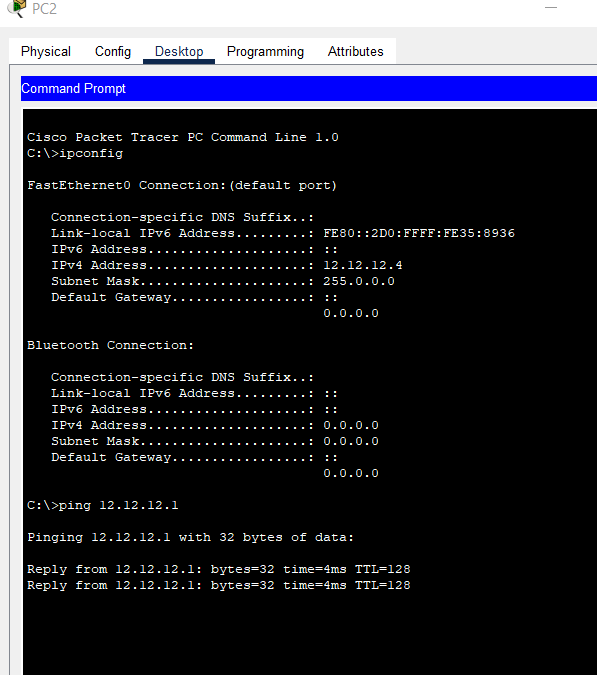 PC2
Physical Config Desktop Programming Attributes
Command Prompt
Cisco Packet Tracer PC Command Line 1.0
C:\>ipconfig
FastEthernet0 Connection:(default port)
Connection-specific DNS Suffix..:
Link-local IPv6 Address.........: FE80::2D0:FFFF:FE35:8936
IPv6 Address....................: ::
IPv4 Address....................: 12.12.12.4
Subnet Mask.....................: 255.0.0.0
Default Gateway.................: ::
0.0.0.0
Bluetooth Connection:
Connection-specific DNS Suffix..:
Link-local IPv6 Address.........: ::
IPv6 Address....................: ::
IPv4 Address....................: 0.0.0.0
Subnet Mask.....................: 0.0.0.0
Default Gateway.................: ::
0.0.0.0
C:\>ping 12.12.12.1
Pinging 12.12.12.1 with 32 bytes of data:
Reply from 12.12.12.1: bytes=32 time=4ms TTL=128
Reply from 12.12.12.1: bytes=32 time=4ms TTL=128